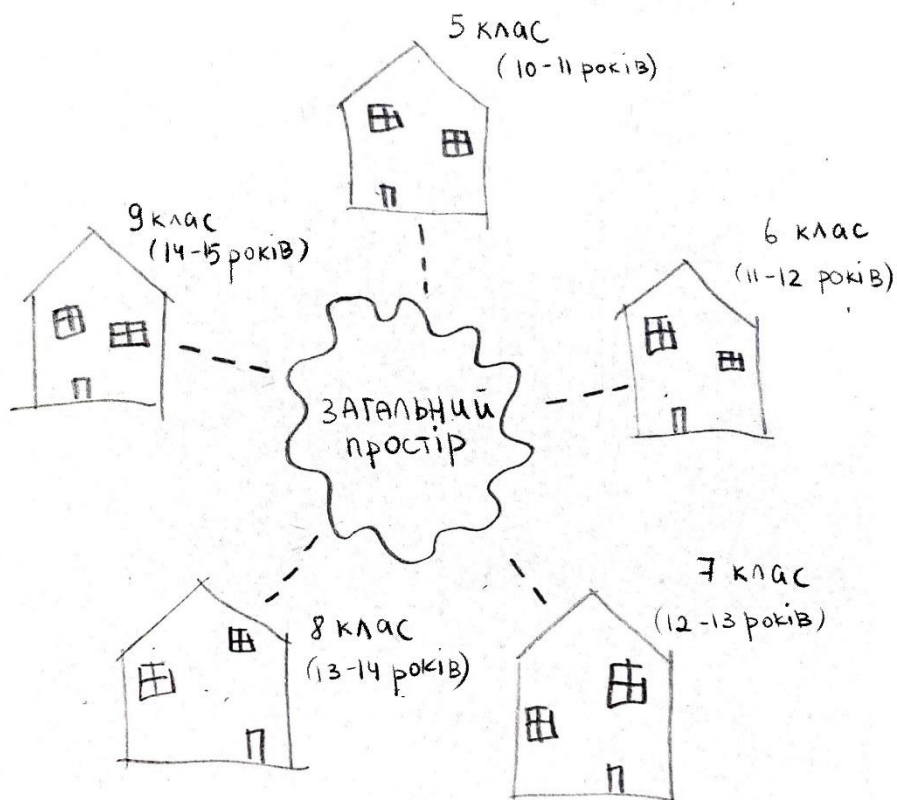 5 клас
(10-11 років)
9 клас
(14-15 років)
6 клас
(11-12 років)
ЗАГАЛЬНИЙ
простір
7 клас
(12-13 років)
8 клас
(13-14 років)